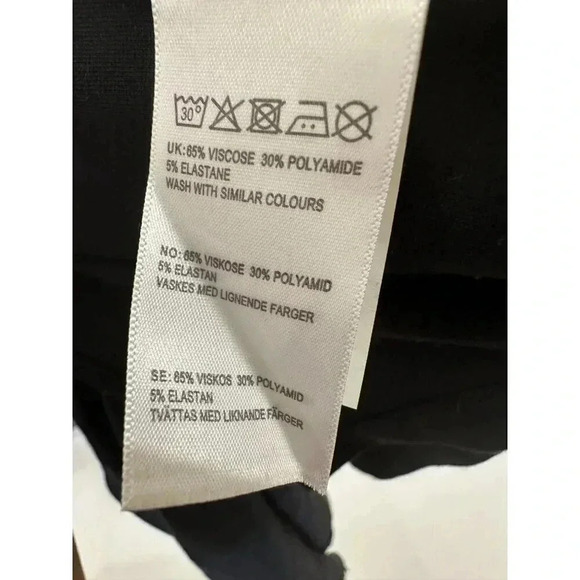 30°
UK:65% VISCOSE 30% POLYAMIDE
5% ELASTANE
WASH WITH SIMILAR COLOURS
NO: 65% VISKOSE 30% POLYAMID
5% ELASTAN
VASKES MED LIGNENDE FARGER
SE: 65% VISKOS 30% POLYAMID
5% ELASTAN
TVÄTTAS MED LIKNANDE FÄRGER